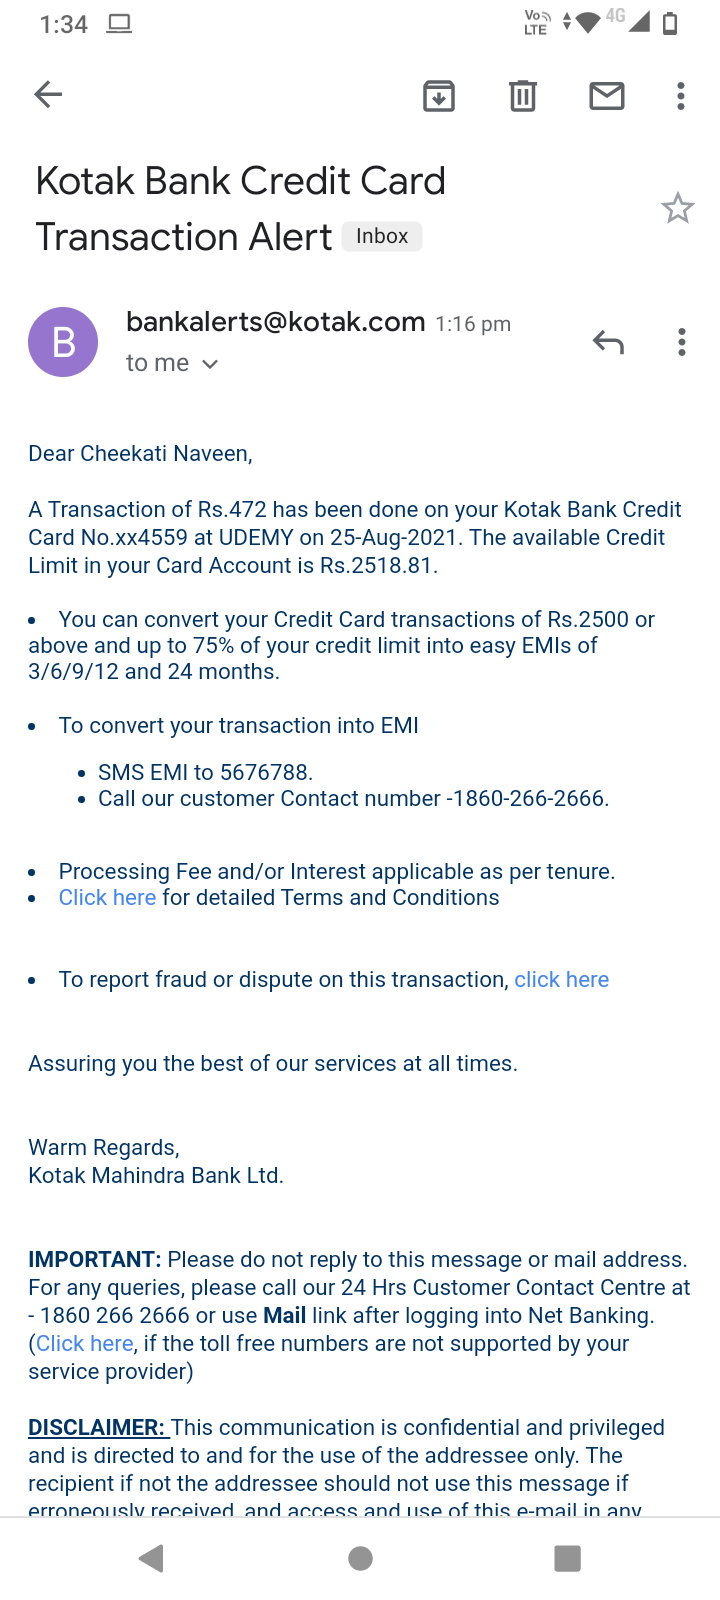 1:34
Vo
LTE
4G
Kotak Bank Credit Card
Transaction Alert Inbox
B
bankalerts@kotak.com 1:16 pm
to me
Dear Cheekati Naveen,
A Transaction of Rs.472 has been done on your Kotak Bank Credit
Card No.xx4559 at UDEMY on 25-Aug-2021. The available Credit
Limit in your Card Account is Rs.2518.81.
• You can convert your Credit Card transactions of Rs.2500 or
above and up to 75% of your credit limit into easy EMIs of
3/6/9/12 and 24 months.
• To convert your transaction into EMI
• SMS EMI to 5676788.
• Call our customer Contact number -1860-266-2666.
• Processing Fee and/or Interest applicable as per tenure.
• Click here for detailed Terms and Conditions
• To report fraud or dispute on this transaction, click here
Assuring you the best of our services at all times.
Warm Regards,
Kotak Mahindra Bank Ltd.
IMPORTANT: Please do not reply to this message or mail address.
For any queries, please call our 24 Hrs Customer Contact Centre at
- 1860 266 2666 or use Mail link after logging into Net Banking.
(Click here, if the toll free numbers are not supported by your
service provider)
DISCLAIMER: This communication is confidential and privileged
and is directed to and for the use of the addressee only. The
recipient if not the addressee should not use this message if
erroneously received, and access and use of this e-mail in any